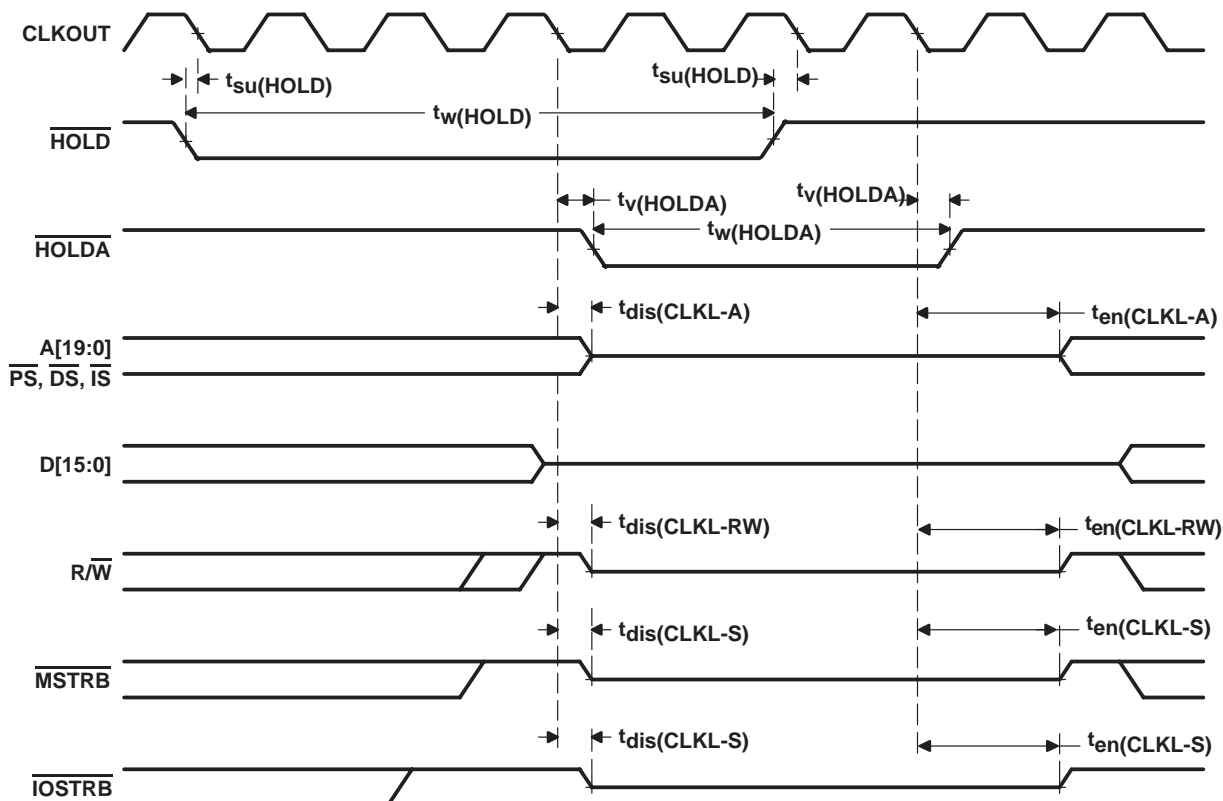 CLKOUT
tsu(HOLD)
tsu(HOLD)
tw(HOLD)
HOLD
tv(HOLDA)
tv(HOLDA)
tw(HOLDA)
HOLDA
tdis(CLKL-A)
ten(CLKL-A)
A[19:0]
PS, DS, IS
D[15:0]
tdis(CLKL-RW)
ten(CLKL-RW)
R/W
tdis(CLKL-S)
ten(CLKL-S)
MSTRB
tdis(CLKL-S)
ten(CLKL-S)
IOSTRB